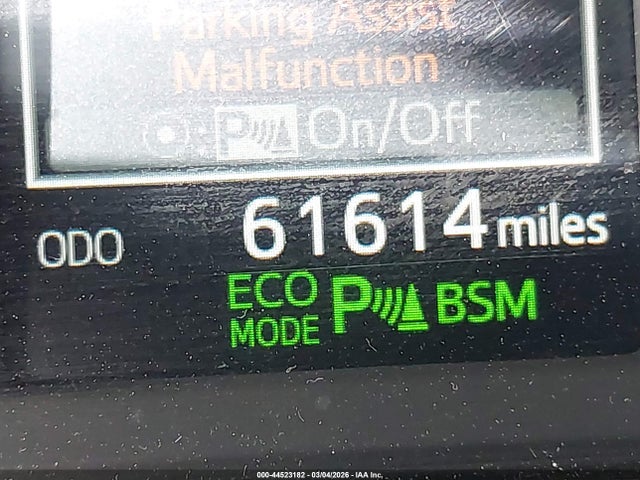 Parking Assist
Malfunction
: P On/Off
ODO 61614 miles
ECO MODE P BSM
000-44523182 - 03/04/2026 - IAA Inc.